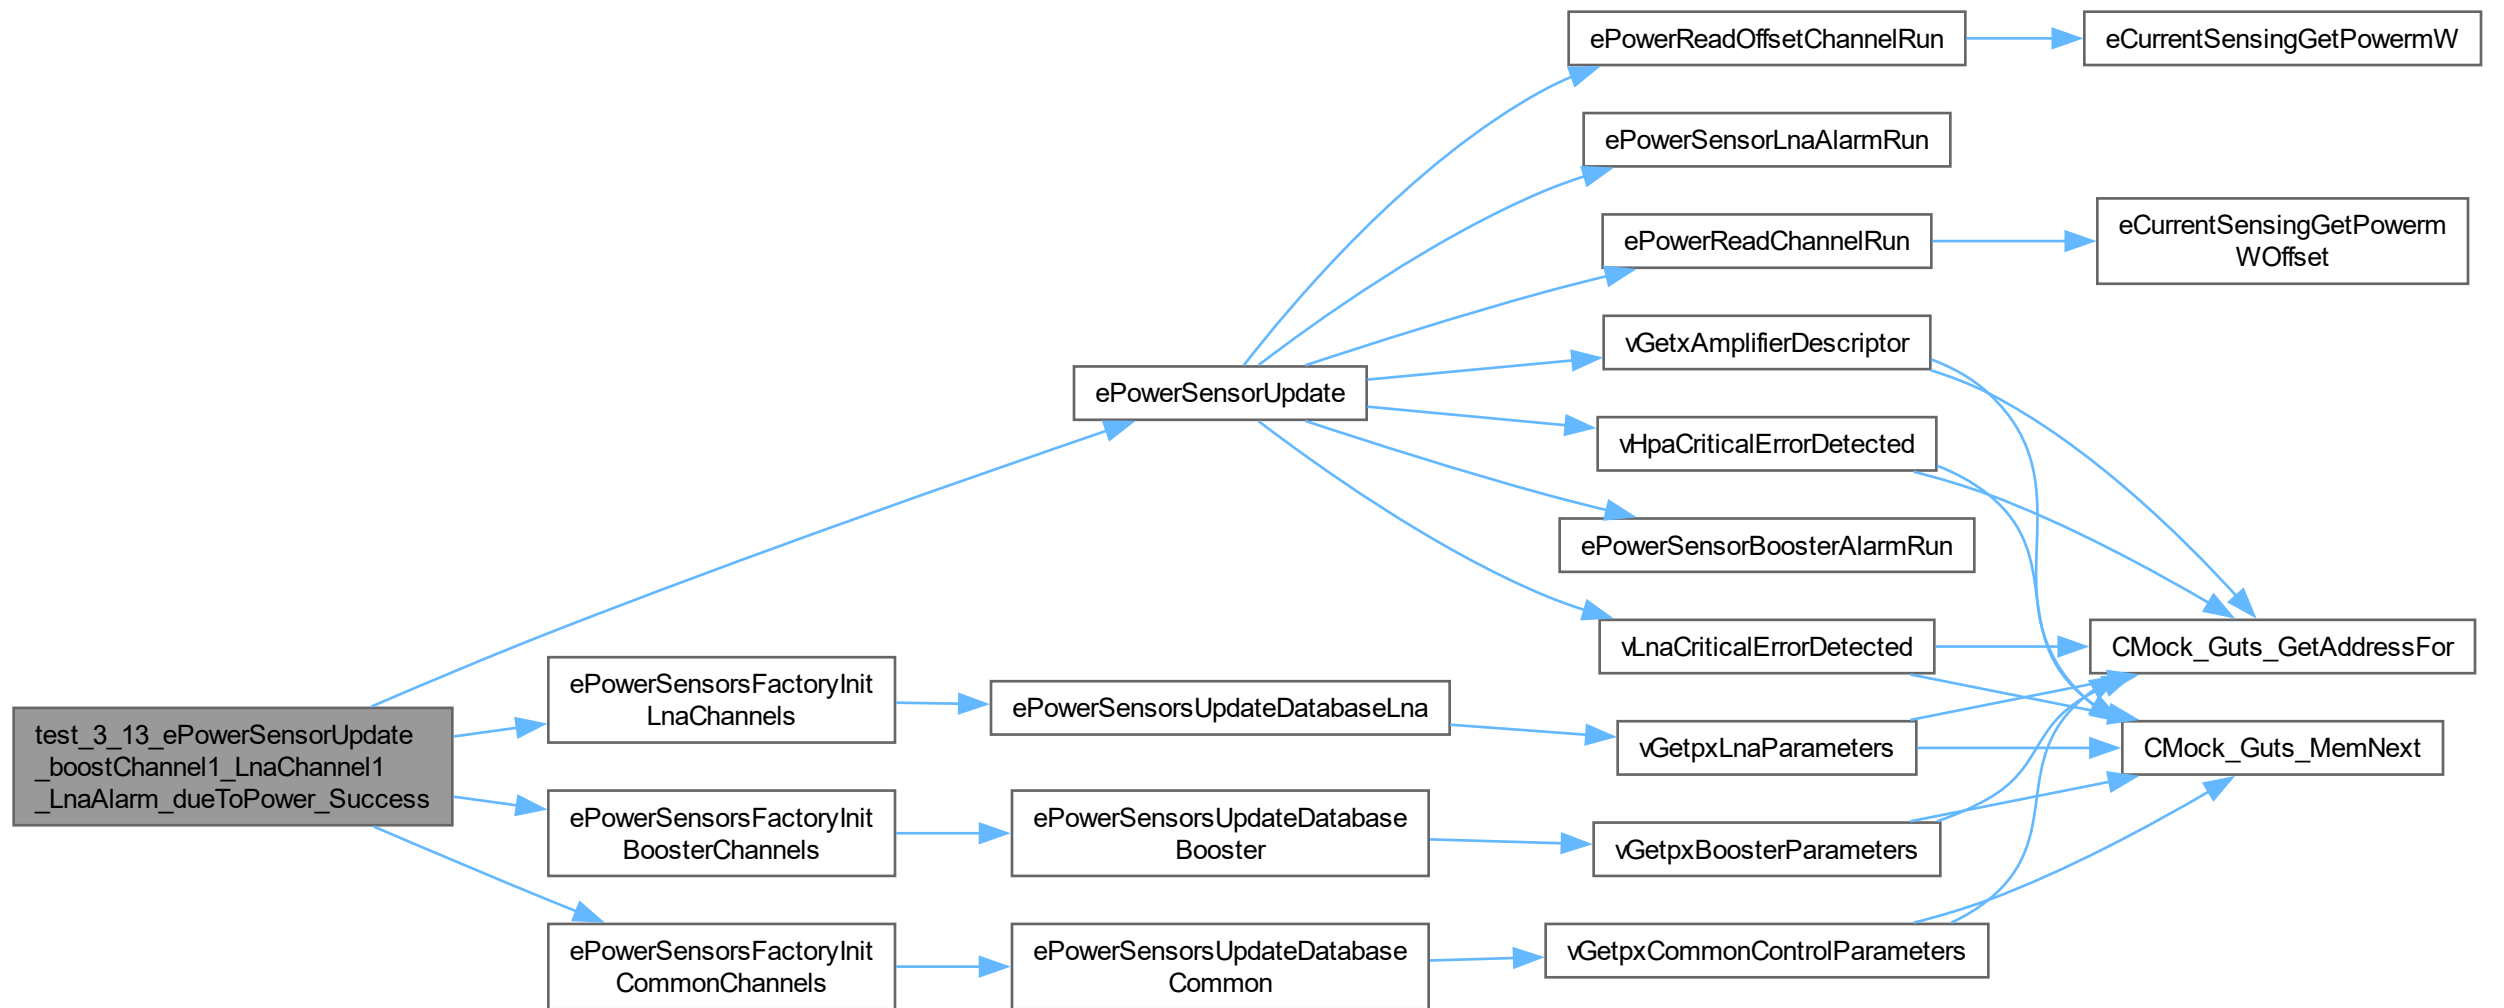 ePowerReadOffsetChannelRun
eCurrentSensingGetPowermW
ePowerSensorLnaAlarmRun
ePowerReadChannelRun
eCurrentSensingGetPowerm
WOffset
vGetxAmplifierDescriptor
ePowerSensorUpdate
vHpaCriticalErrorDetected
ePowerSensorBoosterAlarmRun
vLnaCriticalErrorDetected
CMock_Guts_GetAddressFor
ePowerSensorsFactoryInit
LnaChannels
ePowerSensorsUpdateDatabaseLna
vGetpxLnaParameters
CMock_Guts_MemNext
test_3_13_ePowerSensorUpdate
_boostChannel1_LnaChannel1
_LnaAlarm_dueToPower_Success
ePowerSensorsFactoryInit
BoosterChannels
ePowerSensorsUpdateDatabase
Booster
vGetpxBoosterParameters
ePowerSensorsFactoryInit
CommonChannels
ePowerSensorsUpdateDatabase
Common
vGetpxCommonControlParameters